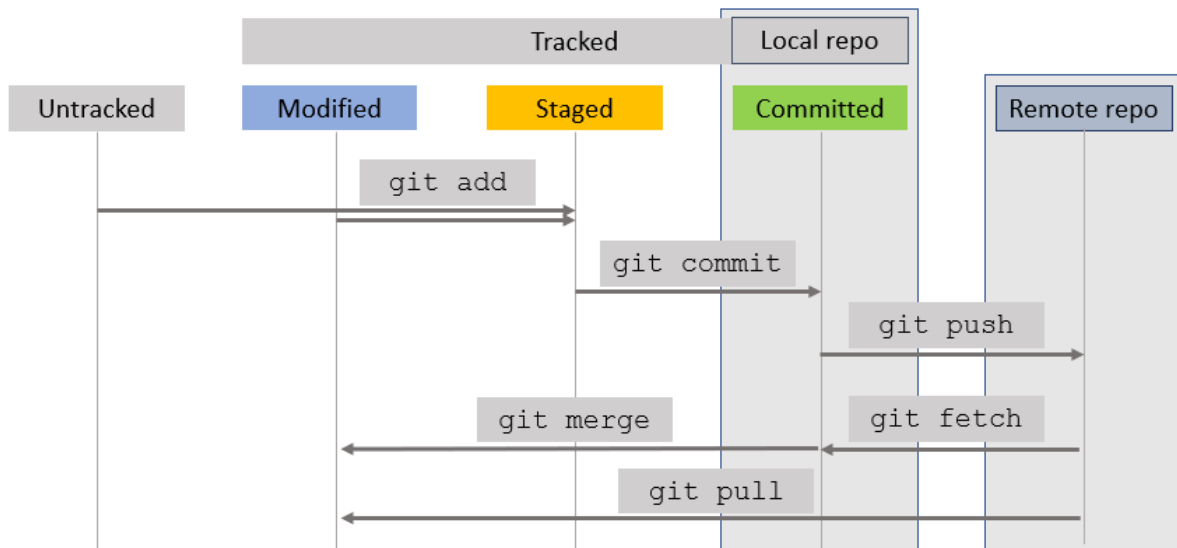 Tracked
Local repo
Untracked
Modified
Staged
Committed
Remote repo
git add
git commit
git push
git merge
git fetch
git pull